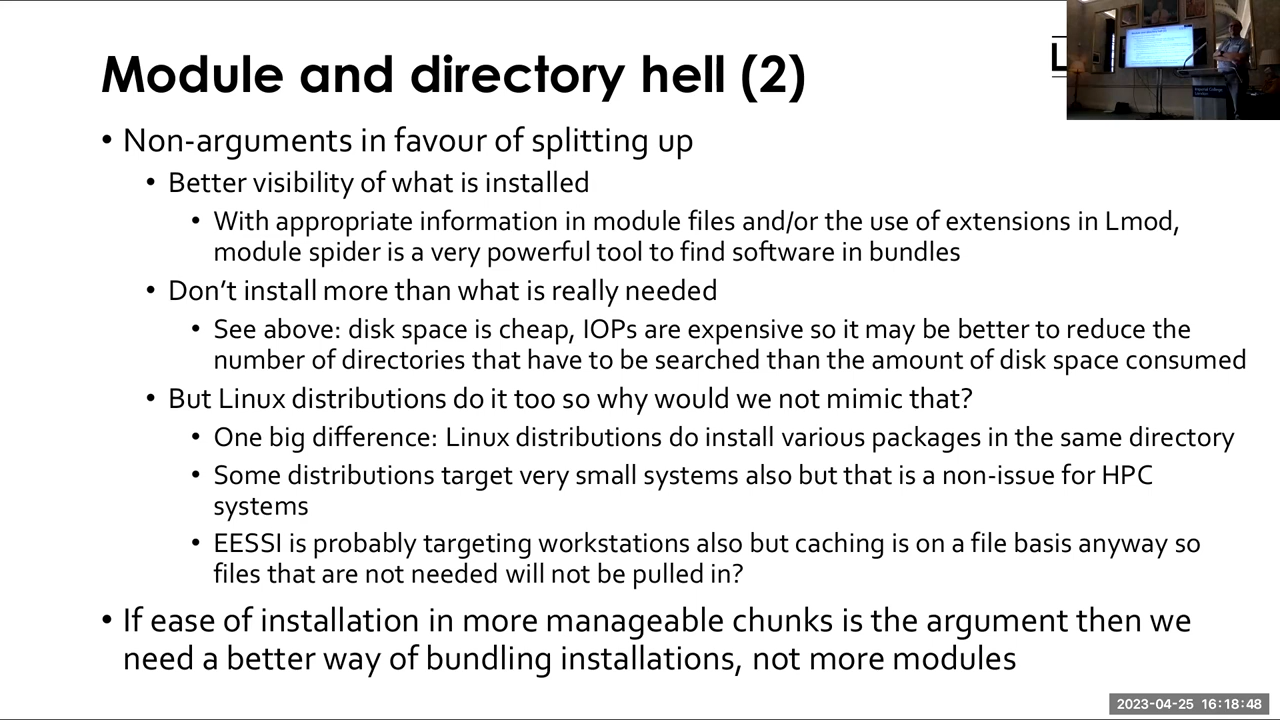 Module and directory hell (2)
L
• Non-arguments in favour of splitting up
• Better visibility of what is installed
• With appropriate information in module files and/or the use of extensions in Lmod,
module spider is a very powerful tool to find software in bundles
• Don't install more than what is really needed
• See above: disk space is cheap, IOPs are expensive so it may be better to reduce the
number of directories that have to be searched than the amount of disk space consumed
• But Linux distributions do it too so why would we not mimic that?
• One big difference: Linux distributions do install various packages in the same directory
• Some distributions target very small systems also but that is a non-issue for HPC
systems
• EESSI is probably targeting workstations also but caching is on a file basis anyway so
files that are not needed will not be pulled in?
• If ease of installation in more manageable chunks is the argument then we
need a better way of bundling installations, not more modules
Imperial College
London
2023-04-25 16:18:48